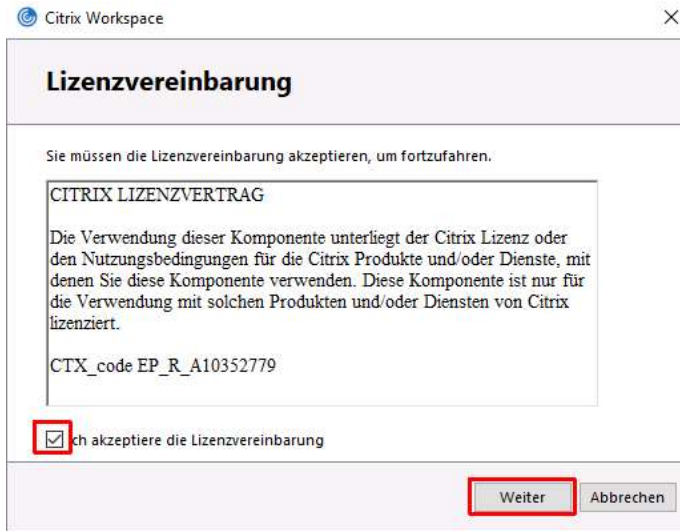 Citrix Workspace
Lizenzvereinbarung
Sie müssen die Lizenzvereinbarung akzeptieren, um fortzufahren.
CITRIX LIZENZVERTRAG
Die Verwendung dieser Komponente unterliegt der Citrix Lizenz oder
den Nutzungsbedingungen für die Citrix Produkte und/oder Dienste, mit
denen Sie diese Komponente verwenden. Diese Komponente ist nur für
die Verwendung mit solchen Produkten und/oder Diensten von Citrix
lizenziert.
CTX_code EP_R_A10352779
ch akzeptiere die Lizenzvereinbarung
Weiter Abbrechen